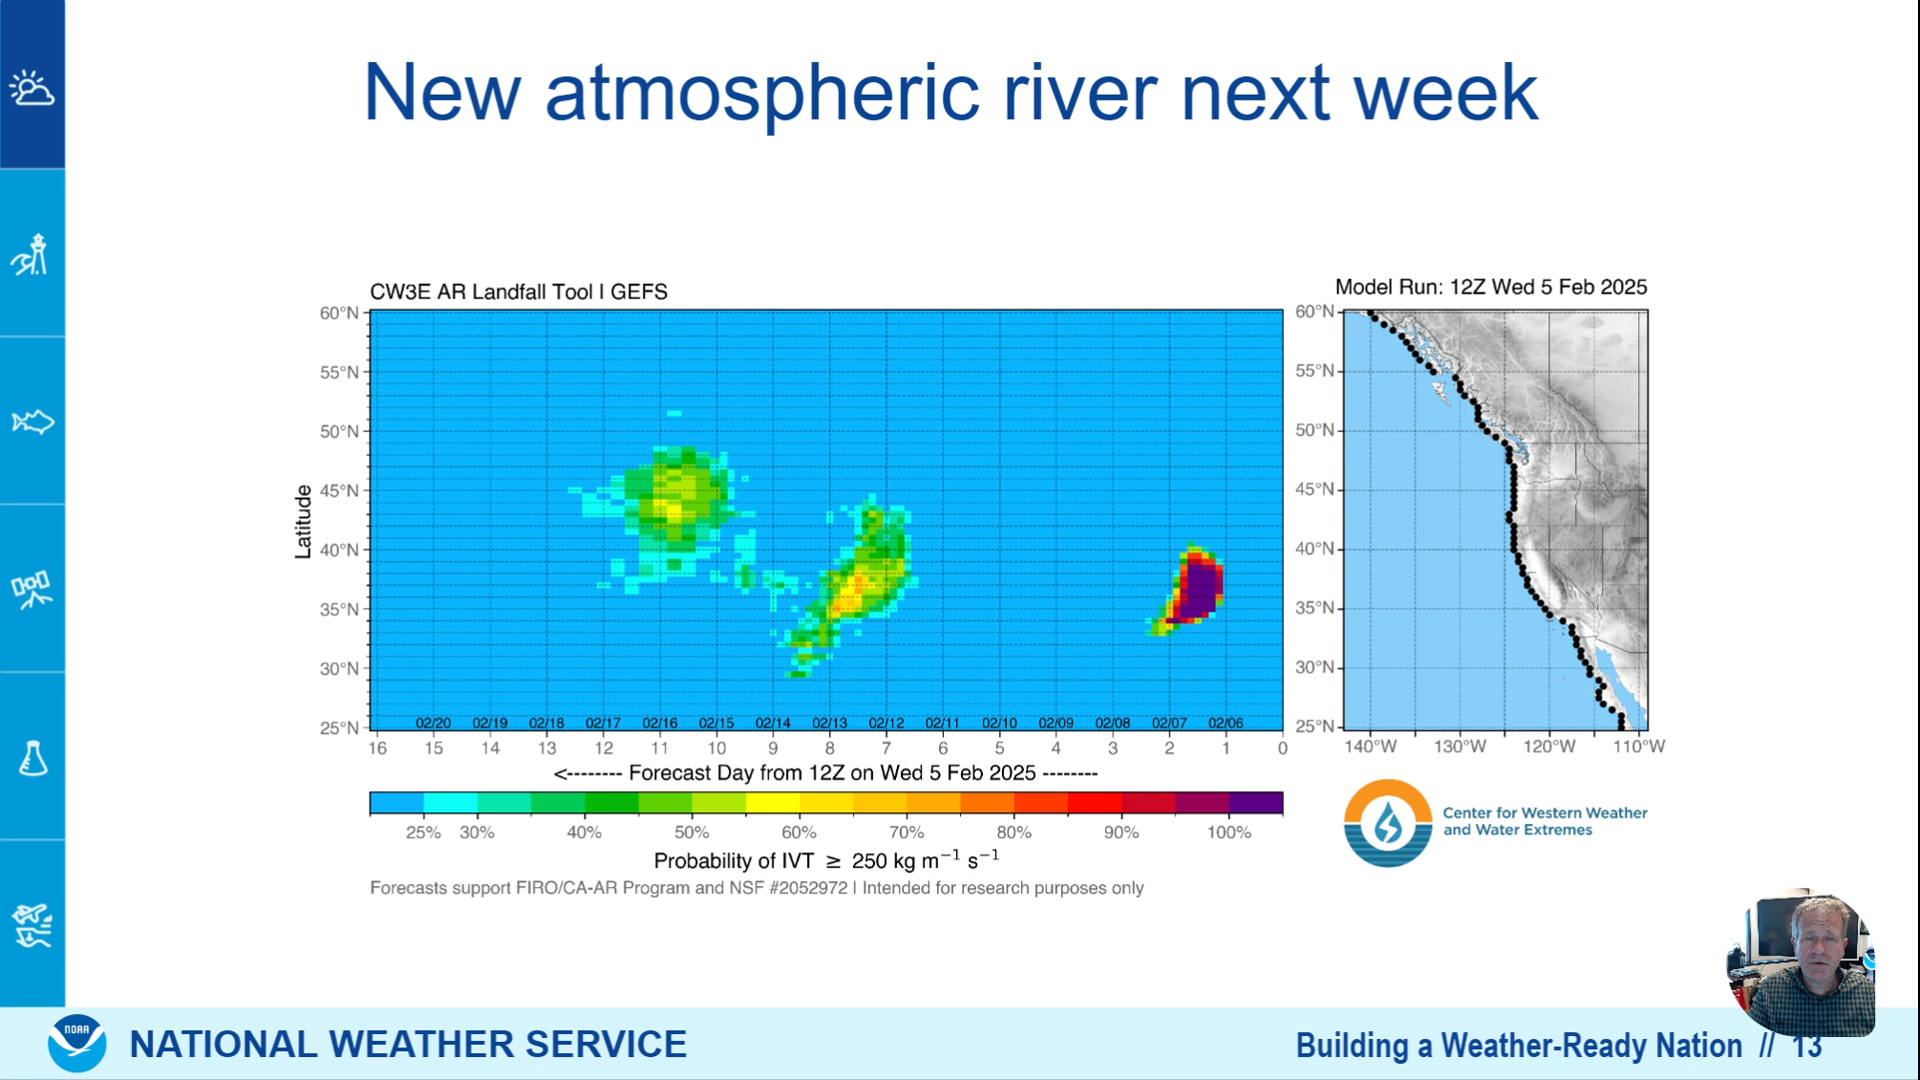 New atmospheric river next week
CW3E AR Landfall Tool | GEFS
Model Run: 12Z Wed 5 Feb 2025
60°N
55°N
50°N
45°N
40°N
35°N
30°N
25°N
Latitude
02/20 02/19 02/18 02/17 02/16 02/15 02/14 02/13 02/12 02/11 02/10 02/09 02/08 02/07 02/06
16 15 14 13 12 11 10 9 8 7 6 5 4 3 2 1 0
<-------- Forecast Day from 12Z on Wed 5 Feb 2025 --------
25% 30% 40% 50% 60% 70% 80% 90% 100%
Probability of IVT ≥ 250 kg m⁻¹ s⁻¹
Forecasts support FIRO/CA-AR Program and NSF #2052972 | Intended for research purposes only
60°N
55°N
50°N
45°N
40°N
35°N
30°N
25°N
140°W 130°W 120°W 110°W
Center for Western Weather
and Water Extremes
NOAA
NATIONAL WEATHER SERVICE
Building a Weather-Ready Nation // 13